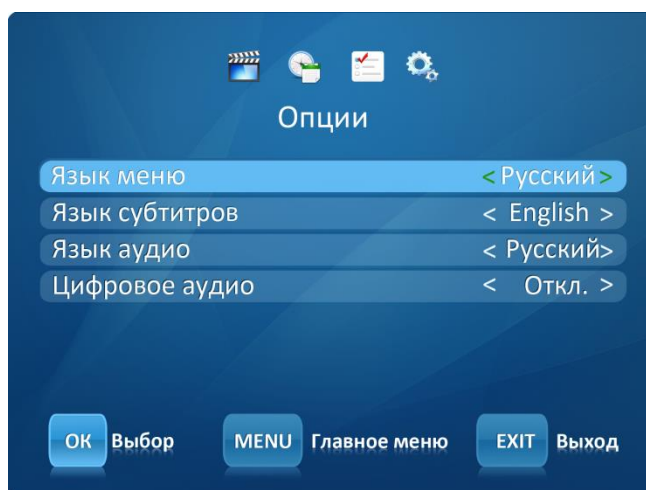 Опции
Язык меню < Русский >
Язык субтитров < English >
Язык аудио < Русский>
Цифровое аудио < Откл. >
ОК Выбор MENU Главное меню EXIT Выход